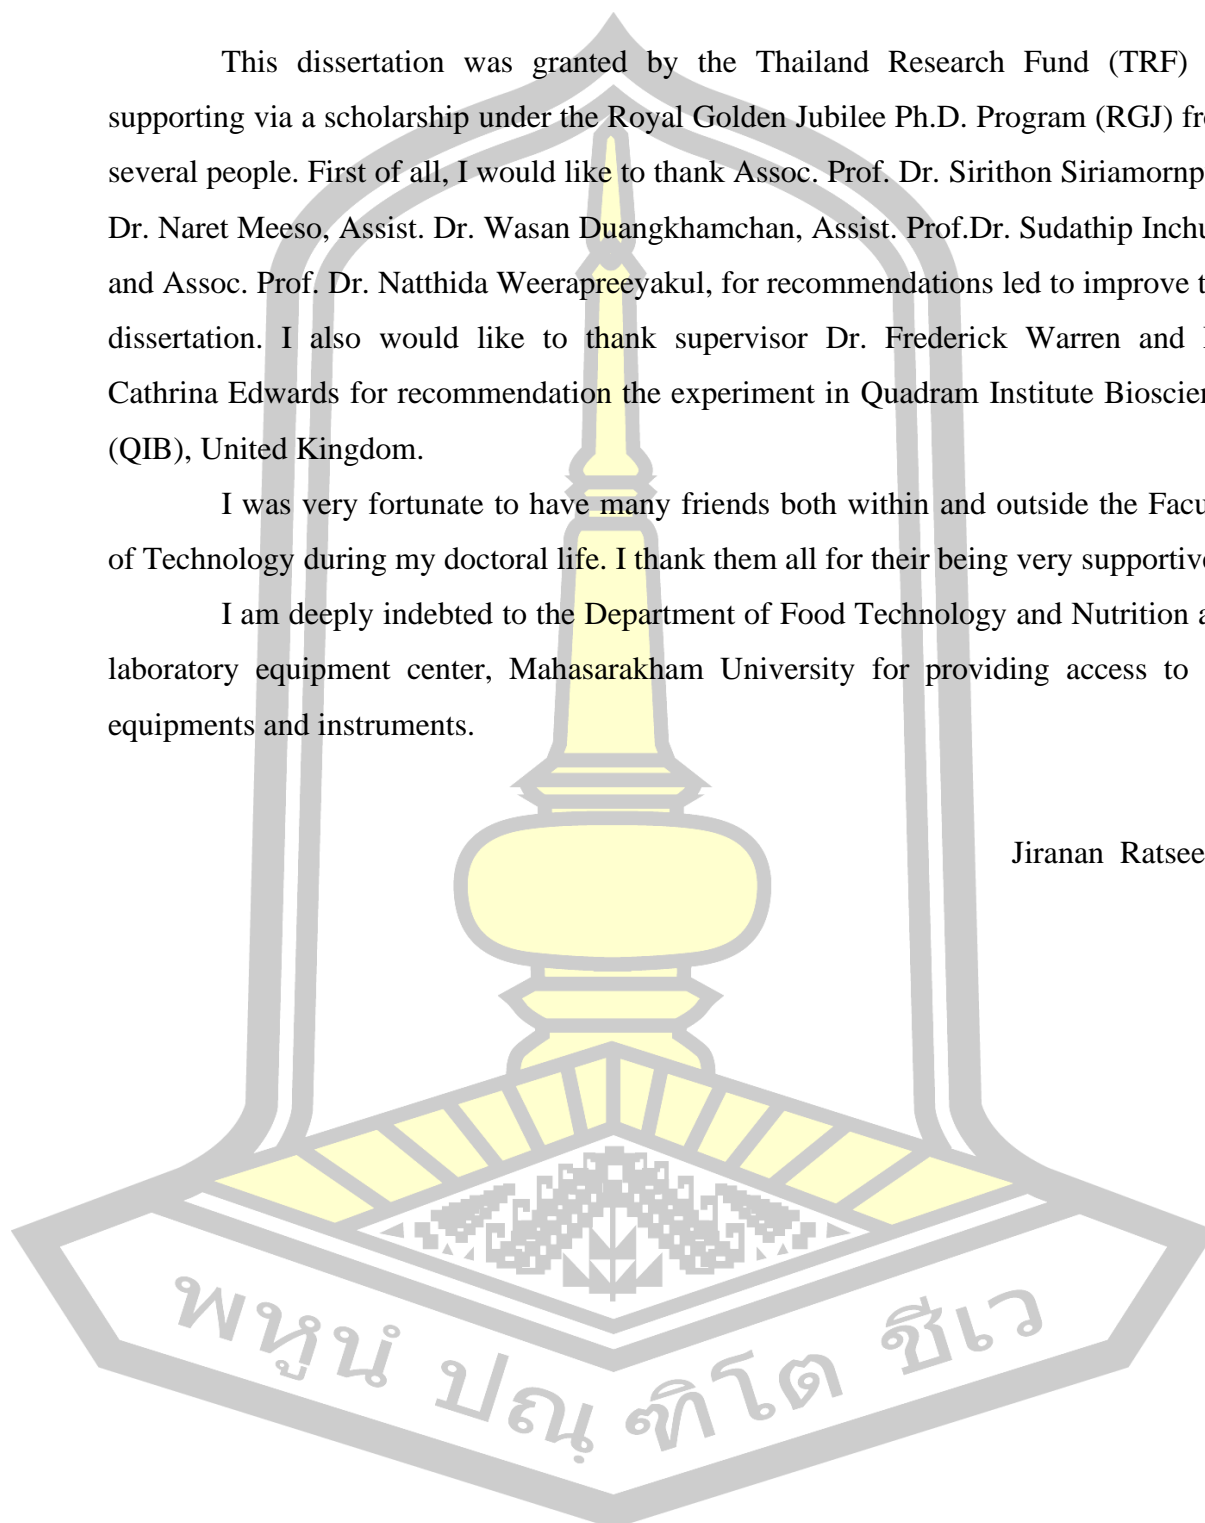 This dissertation was granted by the Thailand Research Fund (TRF)
supporting via a scholarship under the Royal Golden Jubilee Ph.D. Program (RGJ)
several people. First of all, I would like to thank Assoc. Prof. Dr. Sirithon
Dr. Naret Meeso, Assist. Dr. Wasan Duangkhamchan, Assist. Prof.Dr. Sudathip
and Assoc. Prof. Dr. Natthida Weerapreeyakul, for recommendations led to improve
dissertation. I also would like to thank supervisor Dr. Frederick Warren and
Cathrina Edwards for recommendation the experiment in Quadram Institute
(QIB), United Kingdom.
I was very fortunate to have many friends both within and outside the
of Technology during my doctoral life. I thank them all for their being very supportive
I am deeply indebted to the Department of Food Technology and Nutrition
laboratory equipment center, Mahasarakham University for providing access to
equipments and instruments.
Jiranan
พหูนํ ปณฺฑิโต ชีเว